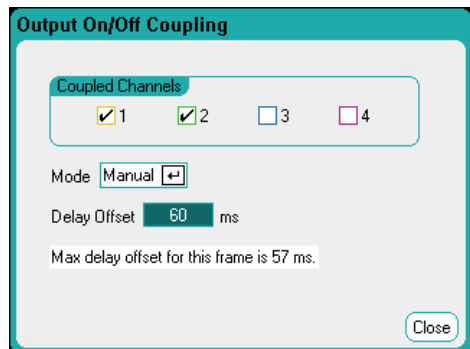 Output On/Off Coupling
Coupled Channels
1 2 3 4
Mode Manual
Delay Offset 60 ms
Max delay offset for this frame is 57 ms.
Close